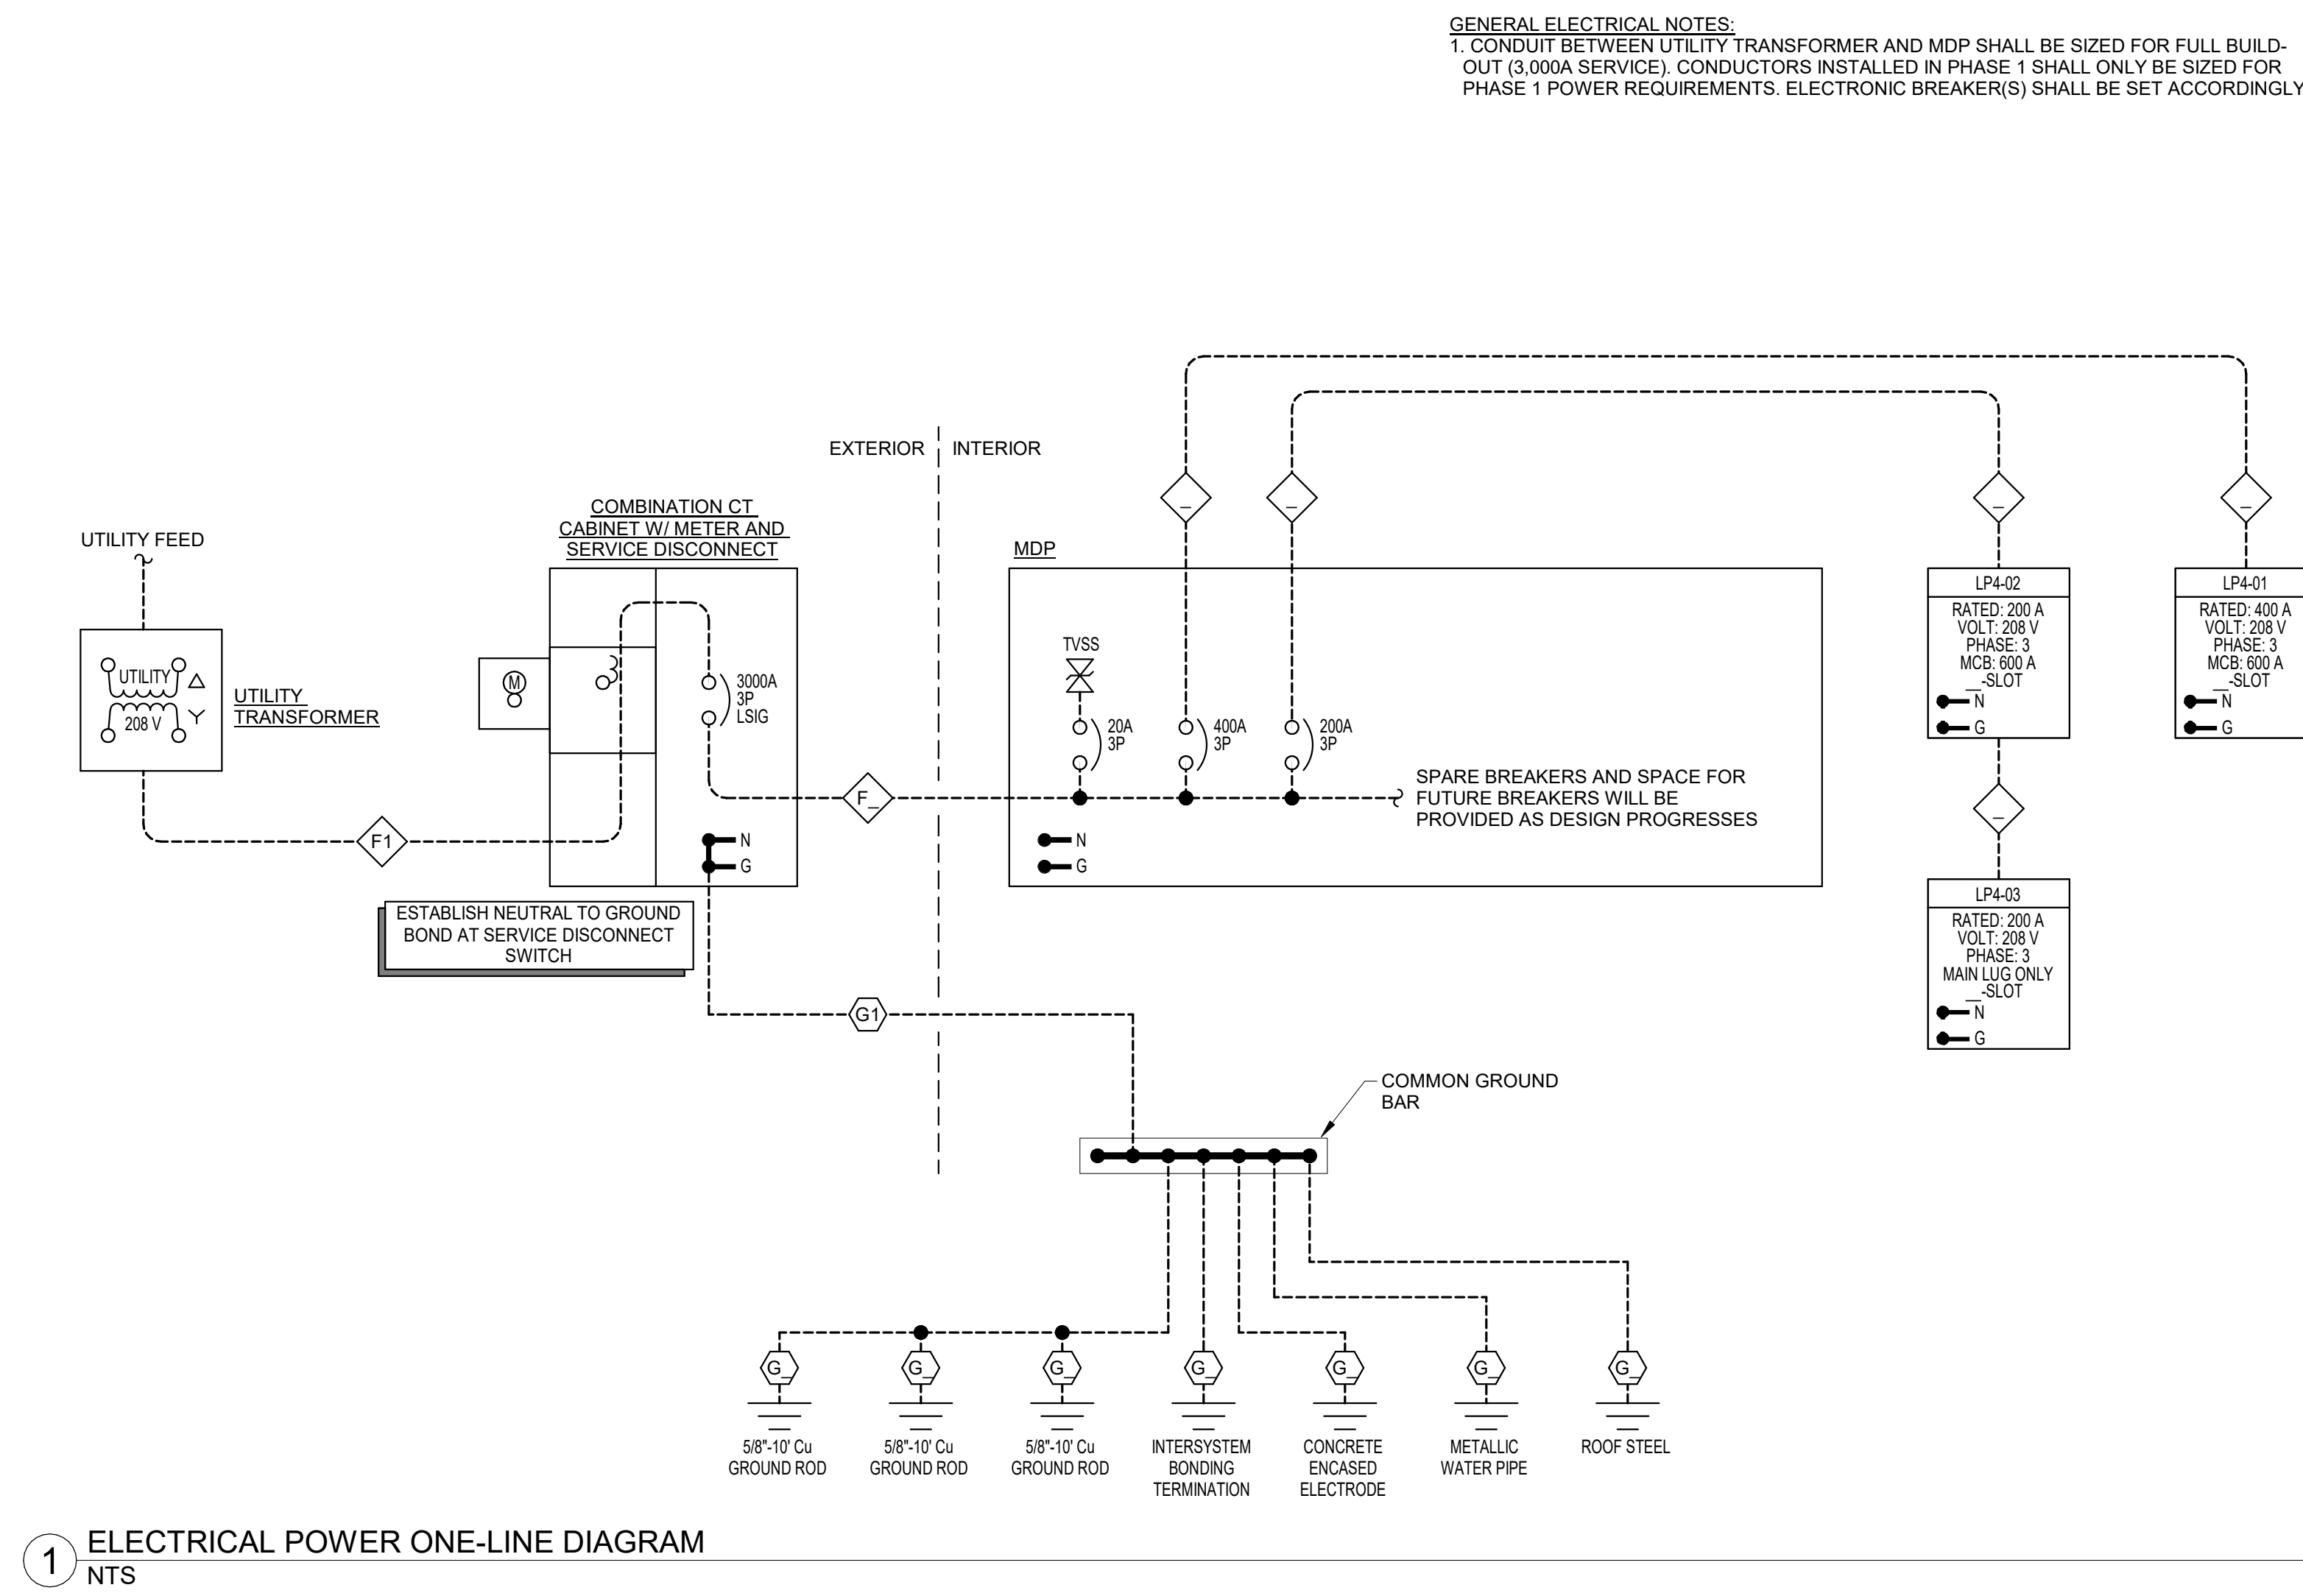 GENERAL ELECTRICAL NOTES:
1. CONDUIT BETWEEN UTILITY TRANSFORMER AND MDP SHALL BE SIZED FOR FULL BUILD-
OUT (3,000A SERVICE). CONDUCTORS INSTALLED IN PHASE 1 SHALL ONLY BE SIZED FOR
PHASE 1 POWER REQUIREMENTS. ELECTRONIC BREAKER(S) SHALL BE SET ACCORDINGLY
EXTERIOR
INTERIOR
UTILITY FEED
UTILITY
208 V
UTILITY
TRANSFORMER
F1
COMBINATION CT
CABINET W/ METER AND
SERVICE DISCONNECT
M
3000A
3P
LSIG
N
G
ESTABLISH NEUTRAL TO GROUND
BOND AT SERVICE DISCONNECT
SWITCH
F_
G1
MDP
_
_
TVSS
20A
3P
400A
3P
200A
3P
SPARE BREAKERS AND SPACE FOR
FUTURE BREAKERS WILL BE
PROVIDED AS DESIGN PROGRESSES
N
G
_
LP4-02
RATED: 200 A
VOLT: 208 V
PHASE: 3
MCB: 600 A
__-SLOT
N
G
_
LP4-01
RATED: 400 A
VOLT: 208 V
PHASE: 3
MCB: 600 A
__-SLOT
N
G
_
LP4-03
RATED: 200 A
VOLT: 208 V
PHASE: 3
MAIN LUG ONLY
__-SLOT
N
G
COMMON GROUND
BAR
G_
G_
G_
G_
G_
G_
G_
5/8"-10' Cu
GROUND ROD
5/8"-10' Cu
GROUND ROD
5/8"-10' Cu
GROUND ROD
INTERSYSTEM
BONDING
TERMINATION
CONCRETE
ENCASED
ELECTRODE
METALLIC
WATER PIPE
ROOF STEEL
1
ELECTRICAL POWER ONE-LINE DIAGRAM
NTS